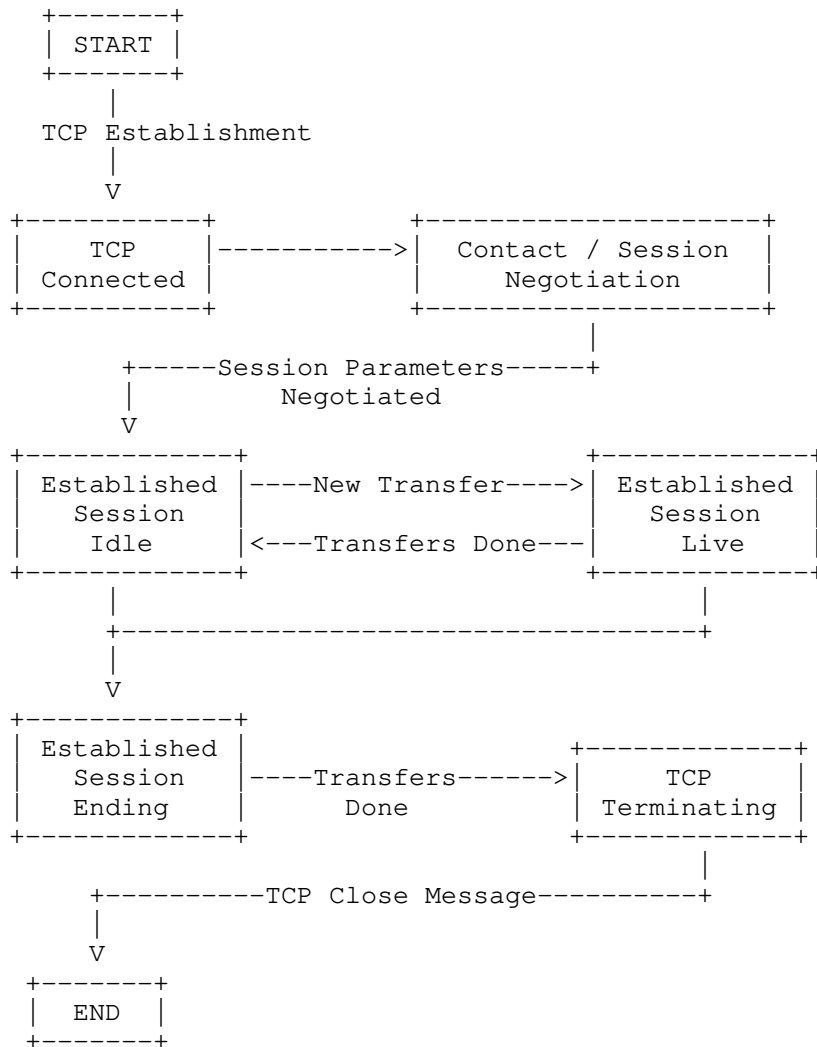 START
TCP Establishment
TCP Connected
Contact / Session Negotiation
Session Parameters Negotiated
Established Session Idle
New Transfer
Transfers Done
Established Session Live
Established Session Ending
Transfers Done
TCP Terminating
TCP Close Message
END